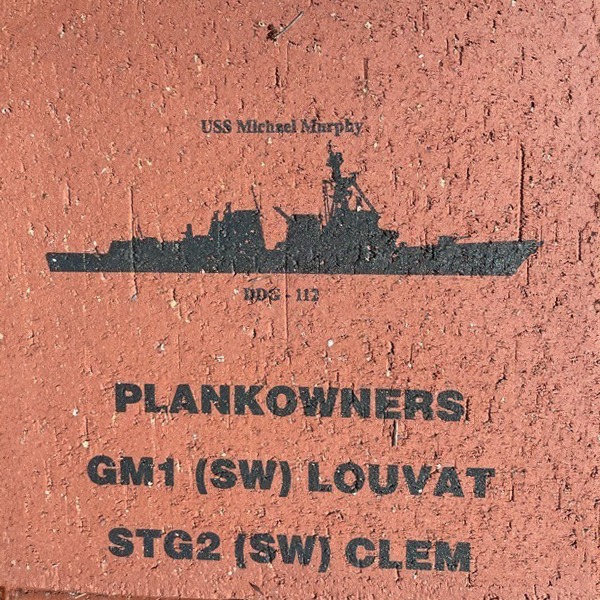 USS Michael Murphy
DDG - 112
PLANKOWNERS
GM1 (SW) LOUVAT
STG2 (SW) CLEM